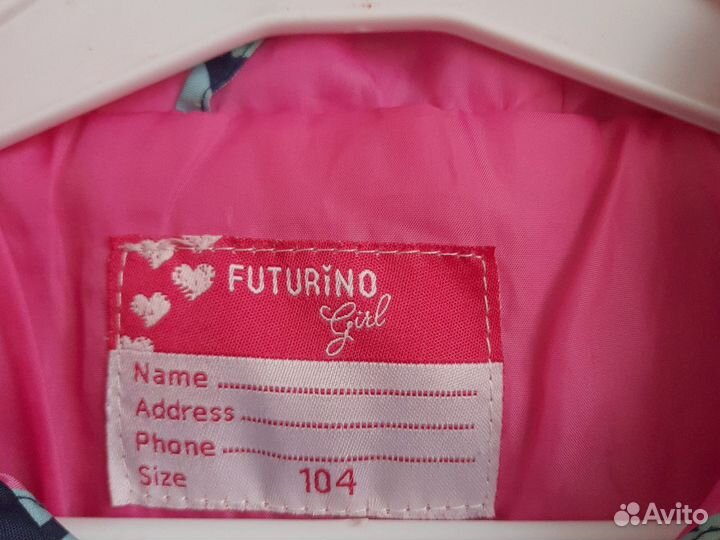 FUTURiNO
Girl
Name
Address
Phone
Size 104
Avito